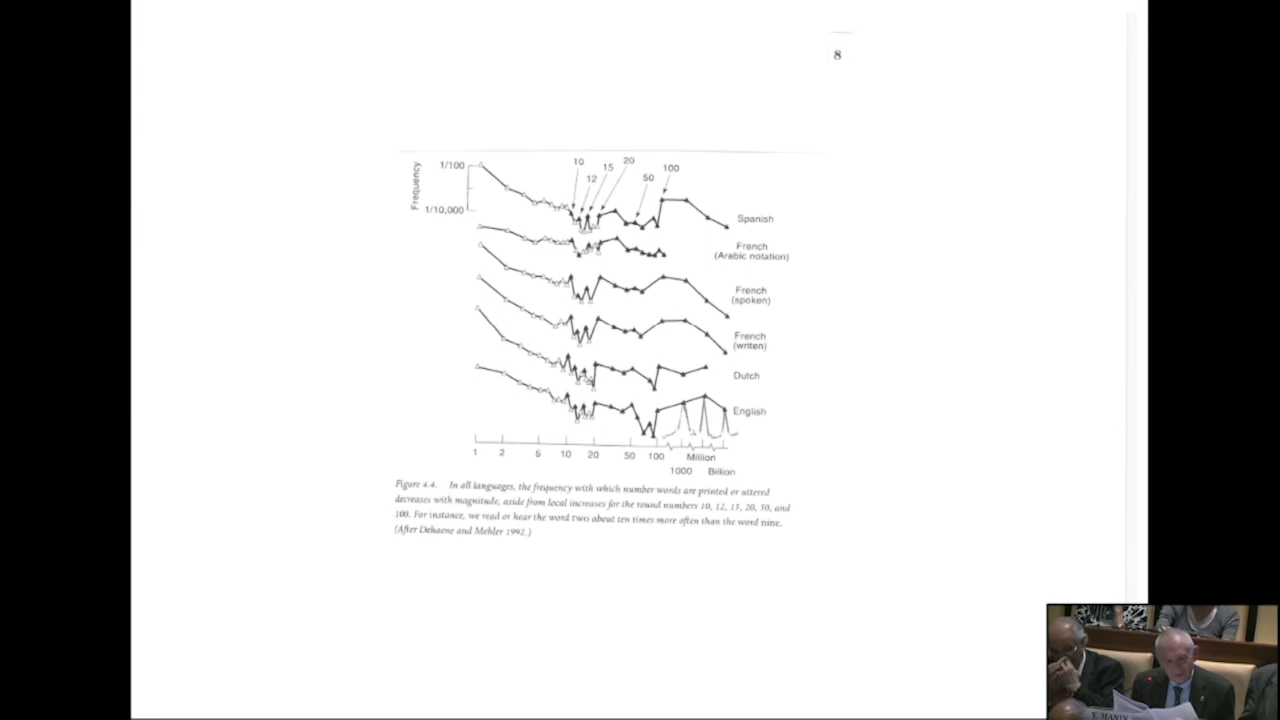 8
Frequency
1/100
1/10,000
10
12
15
20
50
100
Spanish
French
(Arabic notation)
French
(spoken)
French
(writen)
Dutch
English
1 2 5 10 20 50 100 Million
1000 Billion
Figure 4.4. In all languages, the frequency with which number words are printed or uttered
decreases with magnitude, aside from local increases for the round numbers 10, 12, 15, 20, 50, and
100. For instance, we read or hear the word two about ten times more often than the word nine.
(After Dehaene and Mehler 1992.)
Y. MANIN